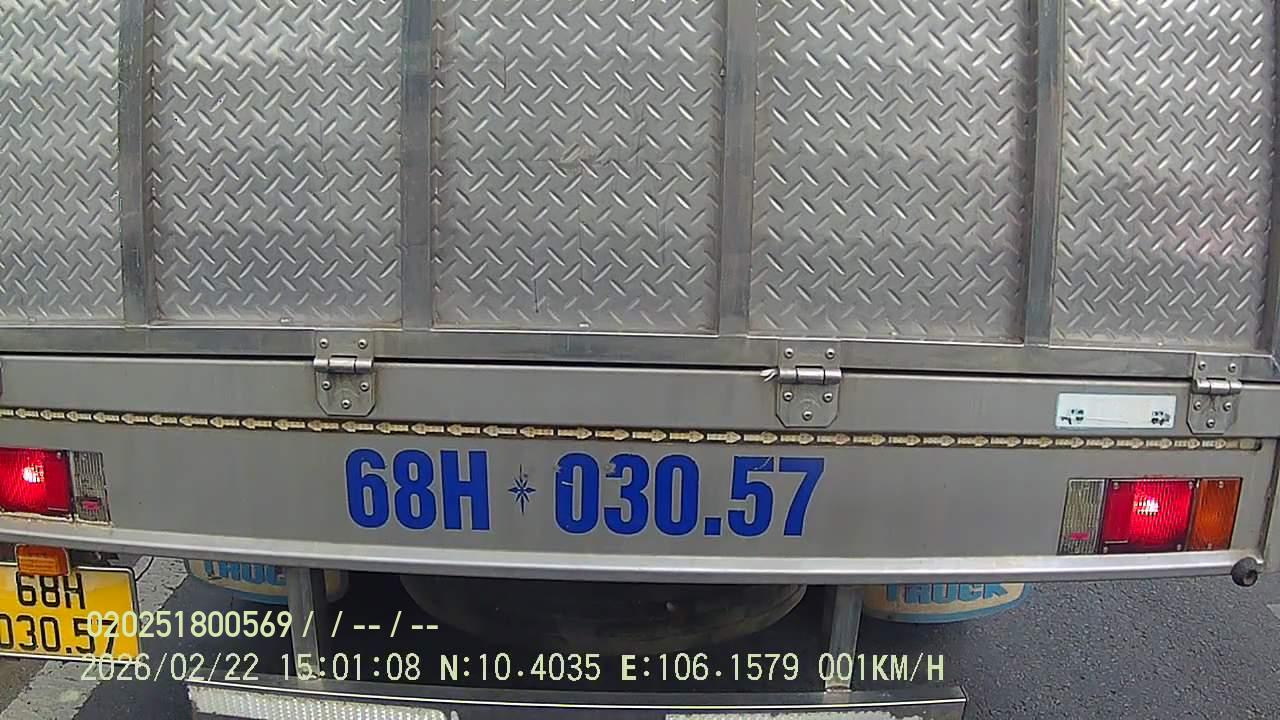 68H 030.57
TRUCK
TRUCK
68H
030.57
020251800569 / / -- / --
2026/02/22 15:01:08 N:10.4035 E:106.1579 001KM/H